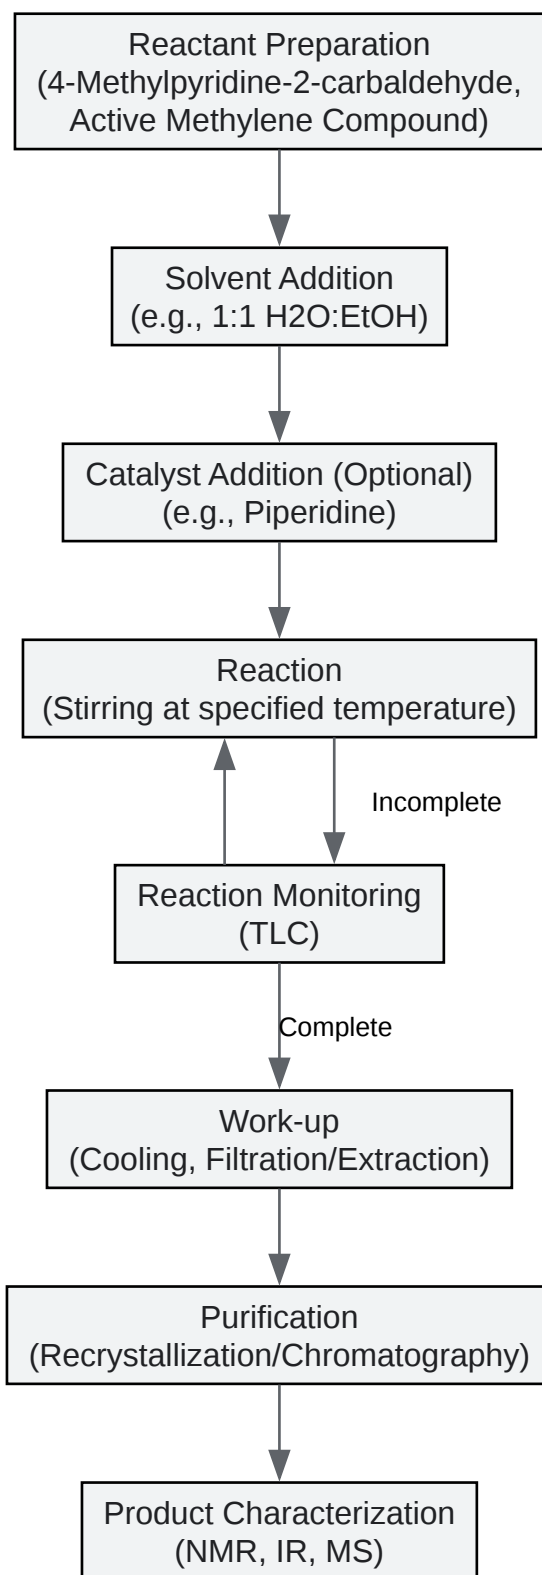 Reactant Preparation
(4-Methylpyridine-2-carbaldehyde,
Active Methylene Compound)
Solvent Addition
(e.g., 1:1 H2O:EtOH)
Catalyst Addition (Optional)
(e.g., Piperidine)
Reaction
(Stirring at specified temperature)
Incomplete
Reaction Monitoring
(TLC)
Complete
Work-up
(Cooling, Filtration/Extraction)
Purification
(Recrystallization/Chromatography)
Product Characterization
(NMR, IR, MS)